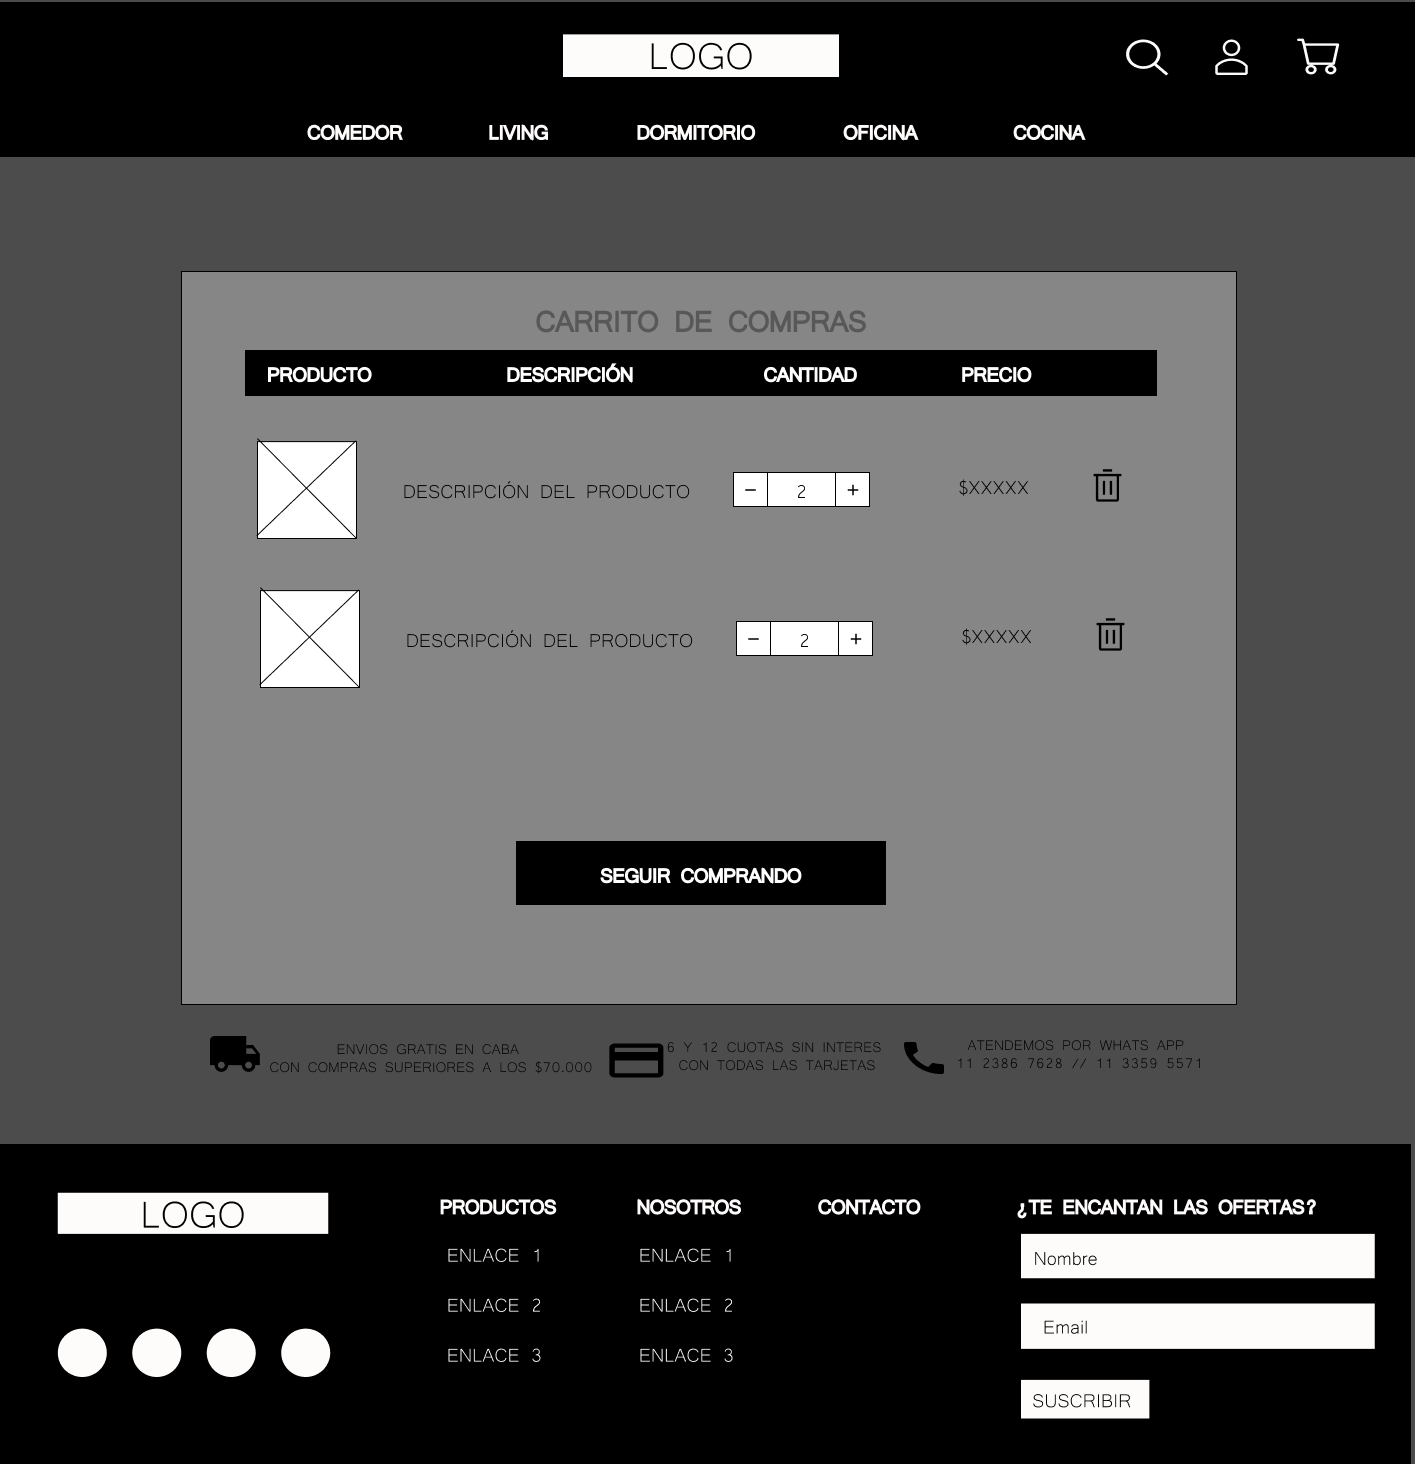 LOGO
COMEDOR LIVING DORMITORIO OFICINA COCINA
CARRITO DE COMPRAS
PRODUCTO DESCRIPCIÓN CANTIDAD PRECIO
DESCRIPCIÓN DEL PRODUCTO − 2 + $XXXXX
DESCRIPCIÓN DEL PRODUCTO − 2 + $XXXXX
SEGUIR COMPRANDO
ENVIOS GRATIS EN CABA
CON COMPRAS SUPERIORES A LOS $70.000
6 Y 12 CUOTAS SIN INTERES
CON TODAS LAS TARJETAS
ATENDEMOS POR WHATS APP
11 2386 7628 // 11 3359 5571
LOGO
PRODUCTOS
ENLACE 1
ENLACE 2
ENLACE 3
NOSOTROS
ENLACE 1
ENLACE 2
ENLACE 3
CONTACTO
¿TE ENCANTAN LAS OFERTAS?
Nombre
Email
SUSCRIBIR